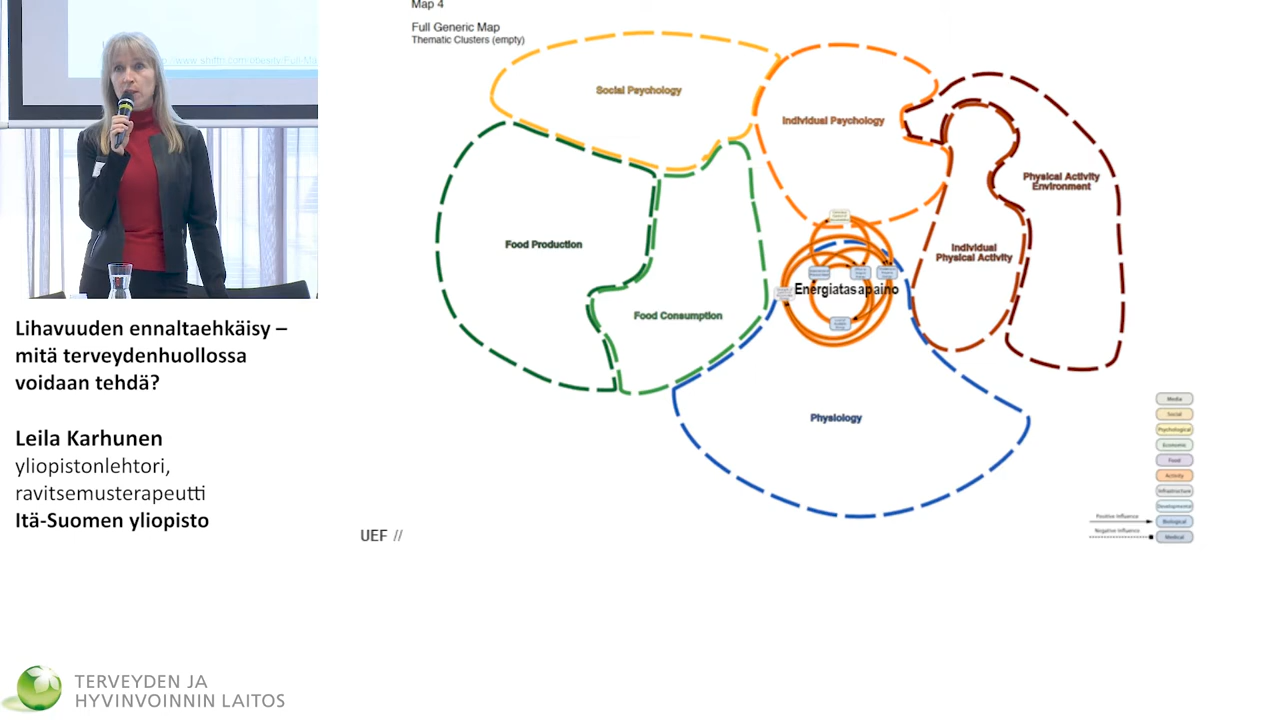 Map 4
Full Generic Map
Thematic Clusters (empty)
Social Psychology
Individual Psychology
Physical Activity
Environment
Food Production
Individual
Physical Activity
Energiatasapaino
Food Consumption
Physiology
Media
Social
Psychological
Economic
Food
Activity
Infrastructure
Developmental
Biological
Medical
Positive Influence
Negative Influence
UEF //
Lihavuuden ennaltaehkäisy –
mitä terveydenhuollossa
voidaan tehdä?
Leila Karhunen
yliopistonlehtori,
ravitsemusterapeutti
Itä-Suomen yliopisto
TERVEYDEN JA
HYVINVOINNIN LAITOS